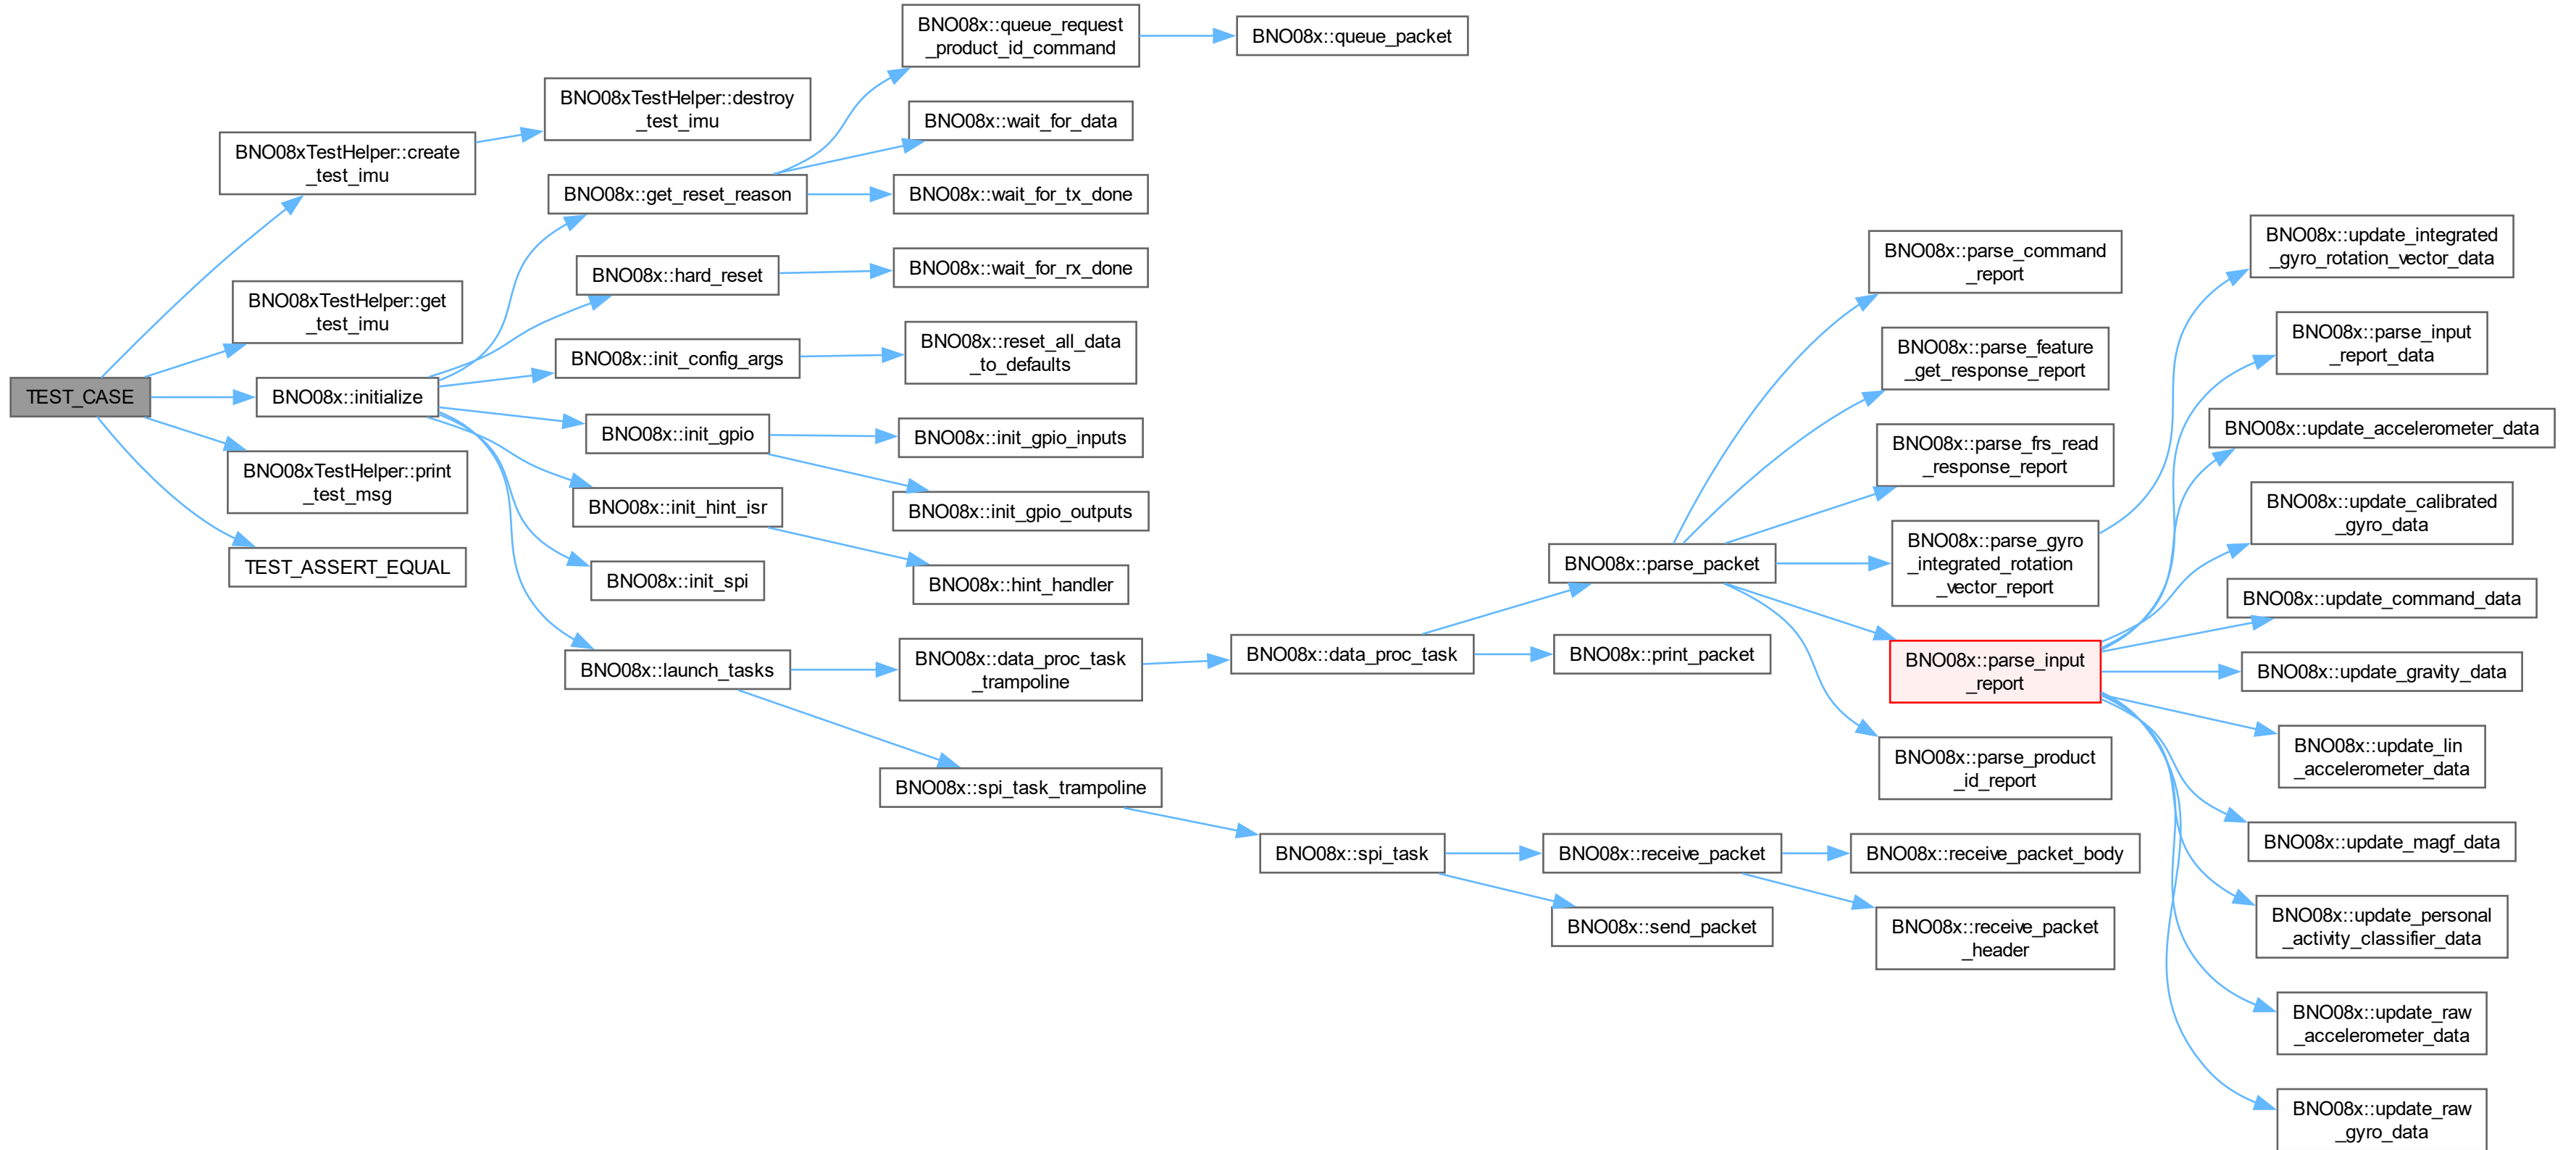 TEST_CASE
BNO08xTestHelper::create
_test_imu
BNO08xTestHelper::destroy
_test_imu
BNO08xTestHelper::get
_test_imu
BNO08x::initialize
BNO08xTestHelper::print
_test_msg
TEST_ASSERT_EQUAL
BNO08x::get_reset_reason
BNO08x::hard_reset
BNO08x::init_config_args
BNO08x::init_gpio
BNO08x::init_hint_isr
BNO08x::init_spi
BNO08x::launch_tasks
BNO08x::queue_request
_product_id_command
BNO08x::queue_packet
BNO08x::wait_for_data
BNO08x::wait_for_tx_done
BNO08x::wait_for_rx_done
BNO08x::reset_all_data
_to_defaults
BNO08x::init_gpio_inputs
BNO08x::init_gpio_outputs
BNO08x::hint_handler
BNO08x::data_proc_task
_trampoline
BNO08x::spi_task_trampoline
BNO08x::data_proc_task
BNO08x::spi_task
BNO08x::parse_packet
BNO08x::print_packet
BNO08x::receive_packet
BNO08x::send_packet
BNO08x::parse_command
_report
BNO08x::parse_feature
_get_response_report
BNO08x::parse_frs_read
_response_report
BNO08x::parse_gyro
_integrated_rotation
_vector_report
BNO08x::parse_input
_report
BNO08x::parse_product
_id_report
BNO08x::receive_packet_body
BNO08x::receive_packet
_header
BNO08x::update_integrated
_gyro_rotation_vector_data
BNO08x::parse_input
_report_data
BNO08x::update_accelerometer_data
BNO08x::update_calibrated
_gyro_data
BNO08x::update_command_data
BNO08x::update_gravity_data
BNO08x::update_lin
_accelerometer_data
BNO08x::update_magf_data
BNO08x::update_personal
_activity_classifier_data
BNO08x::update_raw
_accelerometer_data
BNO08x::update_raw
_gyro_data